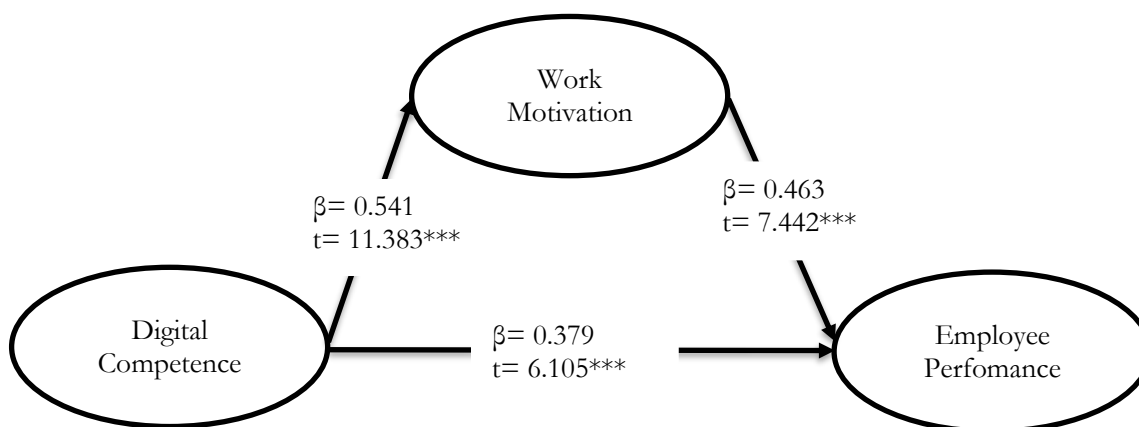 Work
Motivation
β= 0.541
t= 11.383***
β= 0.463
t= 7.442***
Digital
Competence
β= 0.379
t= 6.105***
Employee
Perfomance